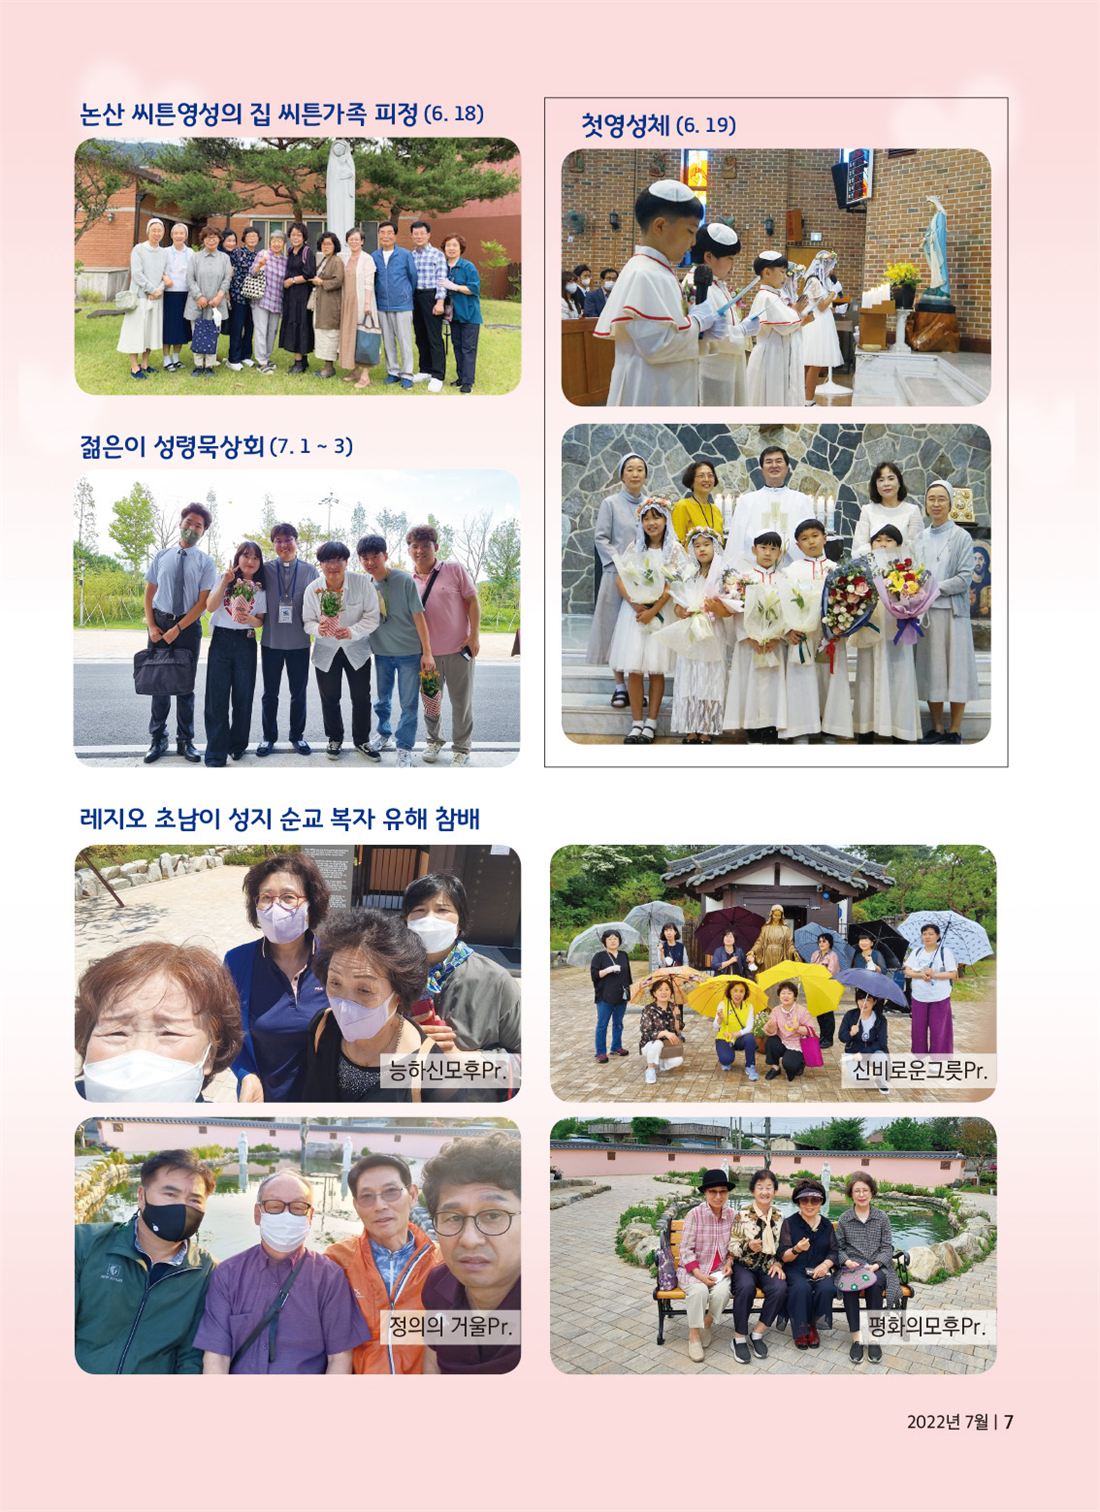 논산 씨튼영성의 집 씨튼가족 피정 (6. 18)
첫영성체 (6. 19)
젊은이 성령묵상회 (7. 1 ~ 3)
레지오 초남이 성지 순교 복자 유해 참배
능하신모후Pr.
신비로운그릇Pr.
정의의 거울Pr.
평화의모후Pr.
2022년 7월 | 7